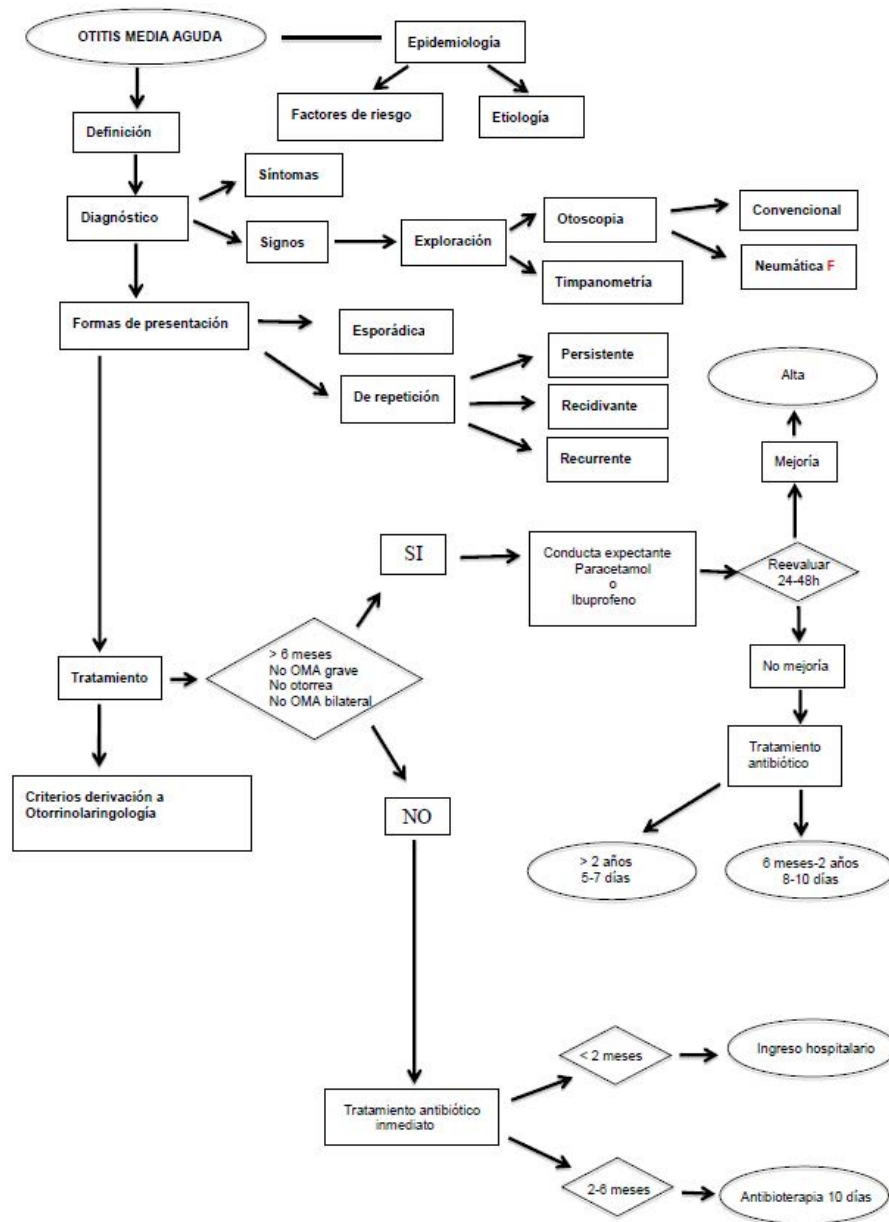 OTITIS MEDIA AGUDA
Epidemiología
Factores de riesgo
Etiología
Definición
Síntomas
Diagnóstico
Signos
Exploración
Otoscopia
Convencional
Timpanometría
Neumática F
Formas de presentación
Esporádica
De repetición
Persistente
Recidivante
Recurrente
Alta
Mejoría
SI
Conducta expectante
Paracetamol
o
Ibuprofeno
Reevaluar
24-48h
No mejoría
Tratamiento
> 6 meses
No OMA grave
No otorrea
No OMA bilateral
Tratamiento
antibiótico
Criterios derivación a
Otorrinolaringología
NO
> 2 años
5-7 días
6 meses-2 años
8-10 días
< 2 meses
Ingreso hospitalario
Tratamiento antibiótico
inmediato
2-6 meses
Antibioterapia 10 días